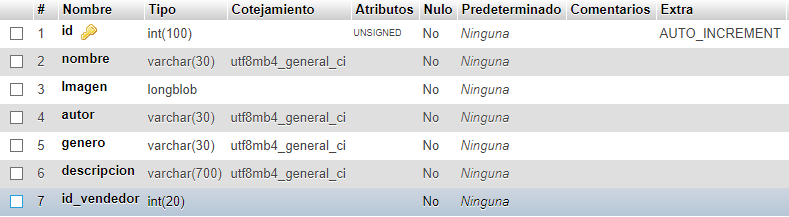 # Nombre Tipo Cotejamiento Atributos Nulo Predeterminado Comentarios Extra
1 id int(100) UNSIGNED No Ninguna AUTO_INCREMENT
2 nombre varchar(30) utf8mb4_general_ci No Ninguna
3 Imagen longblob No Ninguna
4 autor varchar(30) utf8mb4_general_ci No Ninguna
5 genero varchar(30) utf8mb4_general_ci No Ninguna
6 descripcion varchar(700) utf8mb4_general_ci No Ninguna
7 id_vendedor int(20) No Ninguna